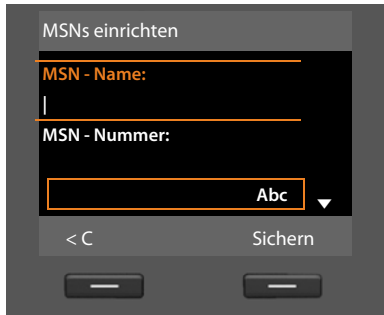 MSNs einrichten
MSN - Name:
MSN - Nummer:
Abc
< C Sichern